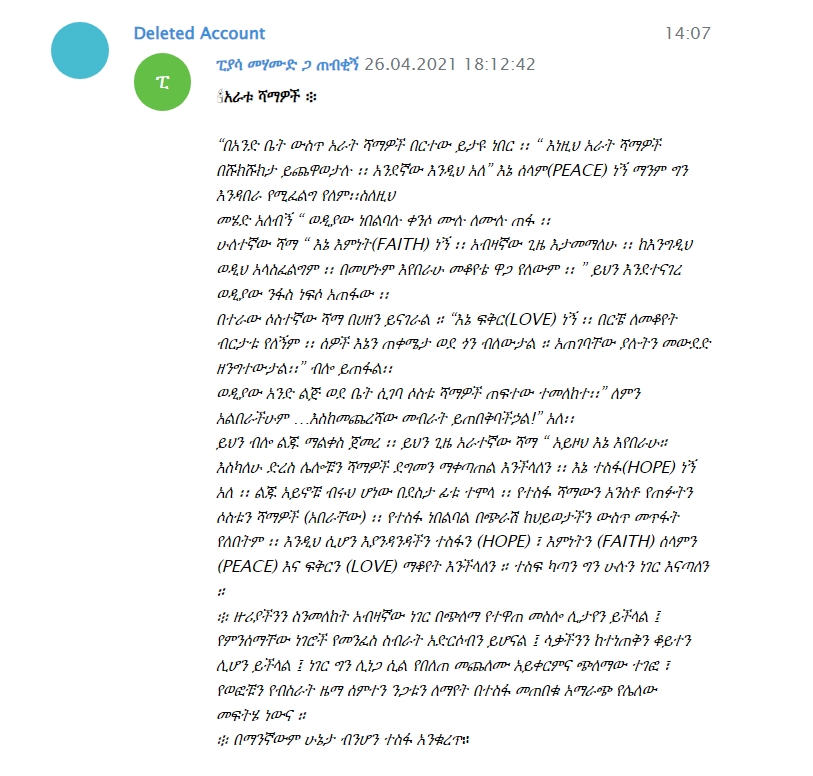 Deleted Account 14:07
ፒ
ፒያሳ መሃሙድ ጋ ጠብቂኝ 26.04.2021 18:12:42
🕯አራቱ ሻማዎች ፨
“በአንድ ቤት ውስጥ አራት ሻማዎች በርተው ይታዩ ነበር ፡፡ “ እነዚህ አራት ሻማዎች
በሹክሹክታ ይጨዋወታሉ ፡፡ አንደኛው እንዲህ አለ” እኔ ሰላም(PEACE) ነኝ ማንም ግን
እንዳበራ የሚፈልግ የለም፡፡ስለዚህ
መሄድ አለብኝ “ ወዲያው ነበልባሉ ቀንሶ ሙሉ ለሙሉ ጠፋ ፡፡
ሁለተኛው ሻማ “ እኔ እምነት(FAITH) ነኝ ፡፡ አብዛኛው ጊዜ እታመማለሁ ፡፡ ከእንግዲህ
ወዲህ አላስፈልግም ፡፡ በመሆኑም እየበራሁ መቆየቴ ዋጋ የለውም ፡፡ ” ይህን እንደተናገረ
ወዲያው ንፋስ ነፍሶ አጠፋው ፡፡
በተራው ሶስተኛው ሻማ በሀዘን ይናገራል ። “እኔ ፍቅር(LOVE) ነኝ ፡፡ በርቼ ለመቆየት
ብርታቱ የለኝም ፡፡ ሰዎች እኔን ጠቀሜታ ወደ ጎን ብለውታል ። አጠገባቸው ያሉትን መውደድ
ዘንግተውታል፡፡” ብሎ ይጠፋል፡፡
ወዲያው አንድ ልጅ ወደ ቤት ሲገባ ሶስቱ ሻማዎች ጠፍተው ተመለከተ፡፡” ለምን
አልበራችሁም …እስከመጨረሻው መብራት ይጠበቅባችኃል!” አለ፡፡
ይህን ብሎ ልጁ ማልቀስ ጀመረ ፡፡ ይህን ጊዜ አራተኛው ሻማ “ አይዞህ እኔ እየበራሁ።
እስካለሁ ድረስ ሌሎቹን ሻማዎች ደግመን ማቀጣጠል እንችላለን ፡፡ እኔ ተስፋ(HOPE) ነኝ
አለ ፡፡ ልጁ አይኖቹ ብሩህ ሆነው በደስታ ፊቱ ተሞላ ፡፡ የተስፋ ሻማውን አንስቶ የጠፉትን
ሶስቱን ሻማዎች (አበራቸው) ፡፡ የተስፋ ነበልባል በጭራሽ ከህይወታችን ውስጥ መጥፋት
የለበትም ፡፡ እንዲህ ሲሆን እያንዳንዳችን ተስፋን (HOPE) ፣ እምነትን (FAITH) ሰላምን
(PEACE) እና ፍቅርን (LOVE) ማቆየት እንችላለን ። ተስፍ ካጣን ግን ሁሉን ነገር እናጣለን
።
፨ ዙሪያችንን ስንመለከት አብዛኛው ነገር በጭለማ የተዋጠ መስሎ ሊታየን ይችላል ፤
የምንሰማቸው ነገሮች የመንፈስ ስብራት አድርሶብን ይሆናል ፤ ሳቃችንን ከተነጠቅን ቆይተን
ሊሆን ይችላል ፤ ነገር ግን ሊነጋ ሲል የበለጠ መጨለሙ አይቀርምና ጭለማው ተገፎ ፣
የወፎቹን የብስራት ዜማ ሰምተን ንጋቱን ለማየት በተስፋ መጠበቁ አማራጭ የሌለው
መፍትሄ ነውና ።
፨ በማንኛውም ሁኔታ ብንሆን ተስፋ አንቁረጥ።